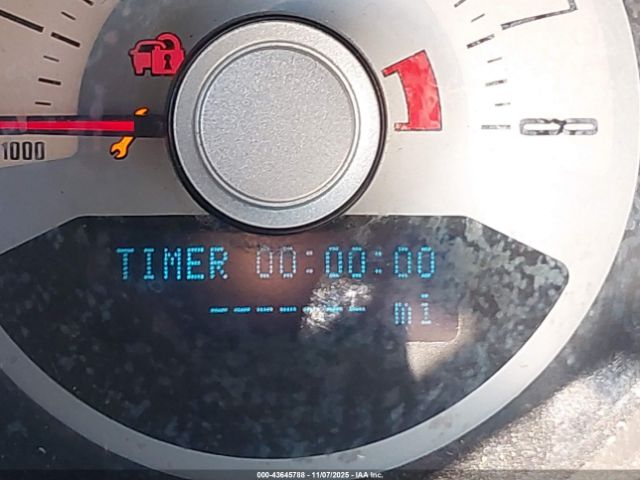 1000
TIMER 00:00:00
------- mi
000-43645788 - 11/07/2025 - IAA Inc.